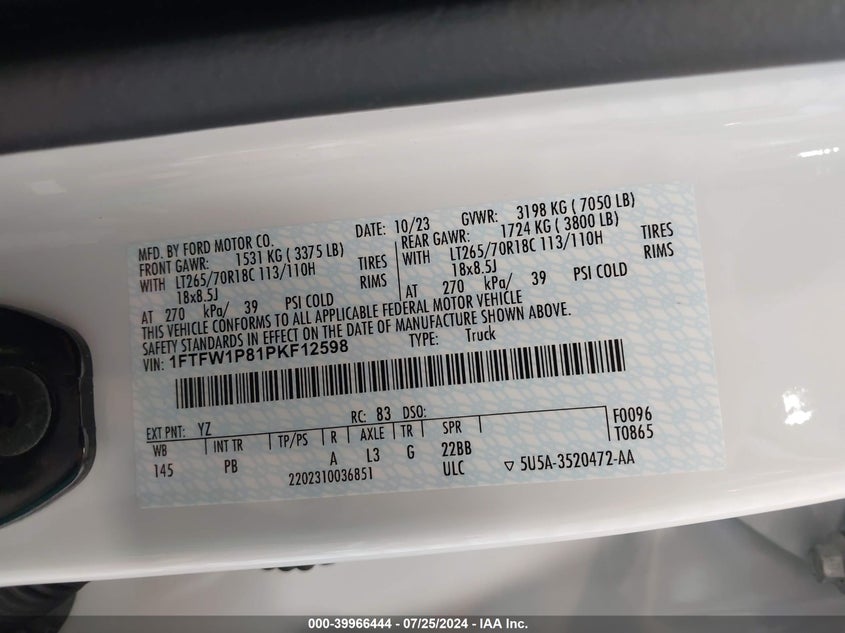 MFD. BY FORD MOTOR CO. DATE: 10/23 GVWR: 3198 KG ( 7050 LB)
FRONT GAWR: 1531 KG ( 3375 LB) REAR GAWR: 1724 KG ( 3800 LB)
WITH LT265/70R18C 113/110H TIRES WITH LT265/70R18C 113/110H TIRES
18x8.5J RIMS 18x8.5J RIMS
AT 270 kPa/ 39 PSI COLD AT 270 kPa/ 39 PSI COLD
THIS VEHICLE CONFORMS TO ALL APPLICABLE FEDERAL MOTOR VEHICLE
SAFETY STANDARDS IN EFFECT ON THE DATE OF MANUFACTURE SHOWN ABOVE.
VIN: 1FTFW1P81PKF12598 TYPE: Truck
EXT PNT: YZ RC: 83 DSO: F0096
WB INT TR TP/PS R AXLE TR SPR T0865
145 PB A L3 G 22BB
2202310036851 ULC ▽ 5U5A-3520472-AA
000-39966444 - 07/25/2024 - IAA Inc.